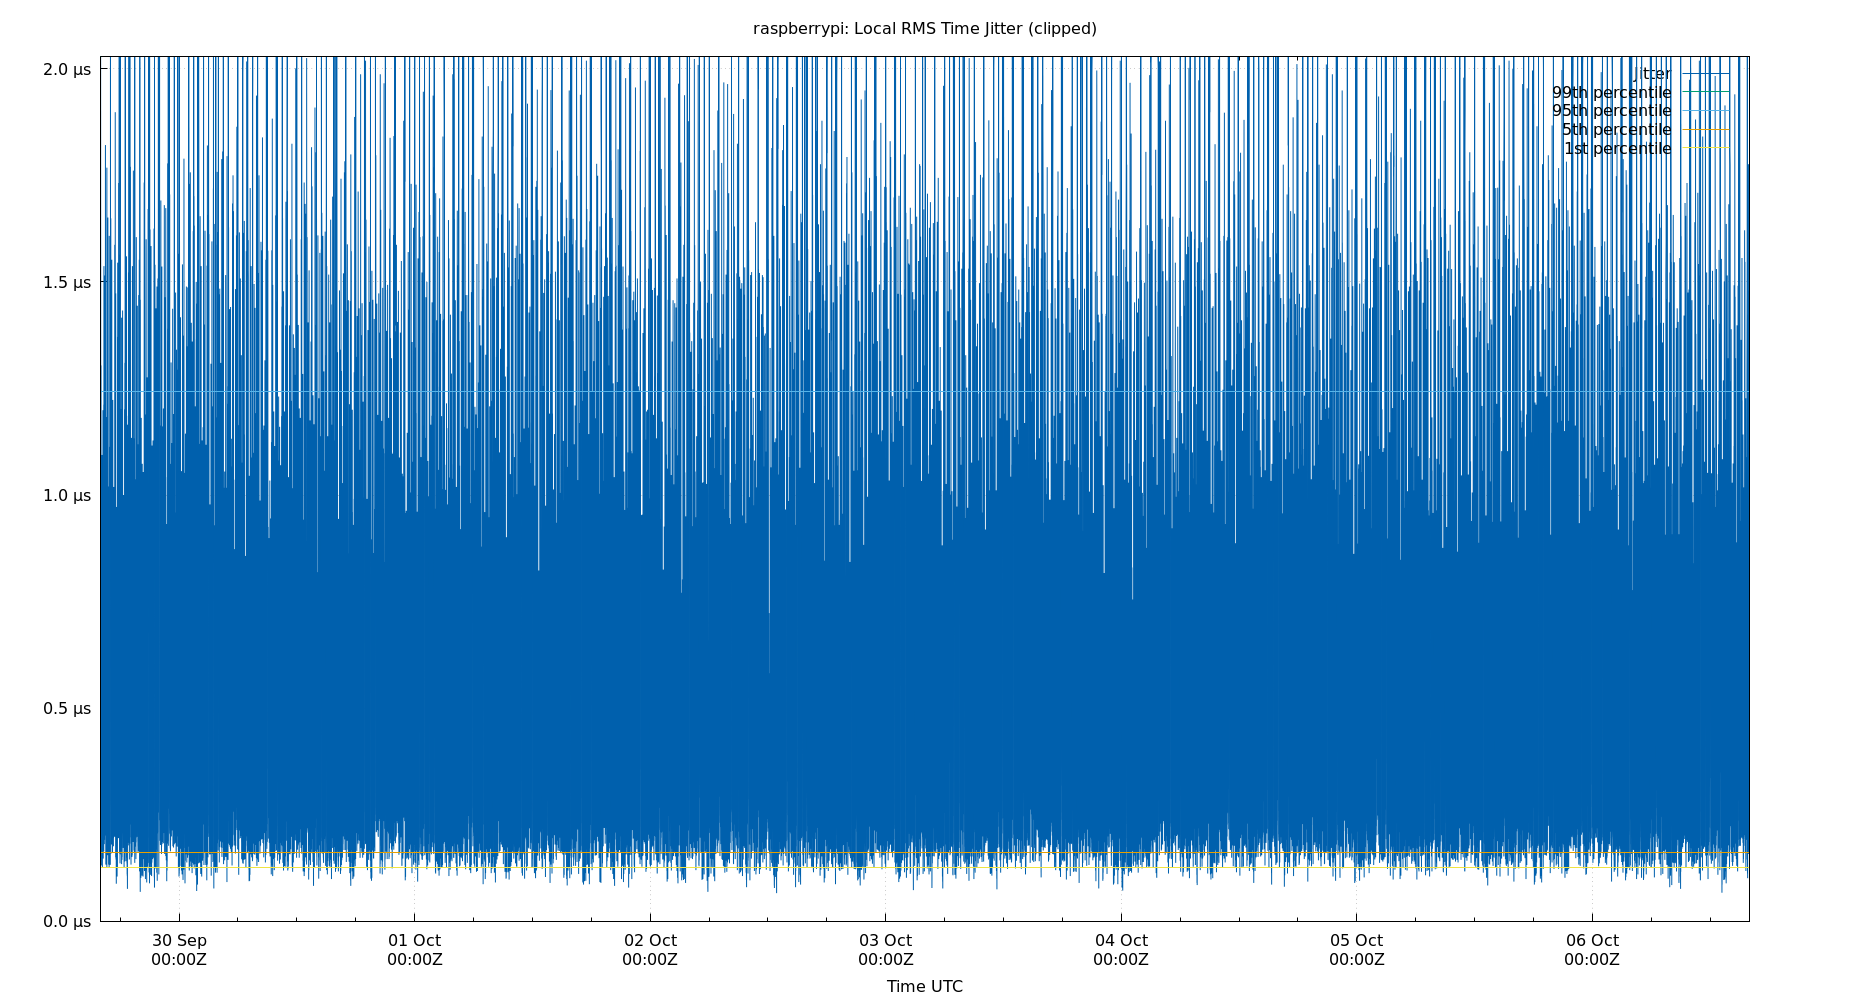 raspberrypi: Local RMS Time Jitter (clipped)
2.0 µs
1.5 µs
1.0 µs
0.5 µs
0.0 µs
jitter
99th percentile
95th percentile
5th percentile
1st percentile
30 Sep
00:00Z
01 Oct
00:00Z
02 Oct
00:00Z
03 Oct
00:00Z
04 Oct
00:00Z
05 Oct
00:00Z
06 Oct
00:00Z
Time UTC